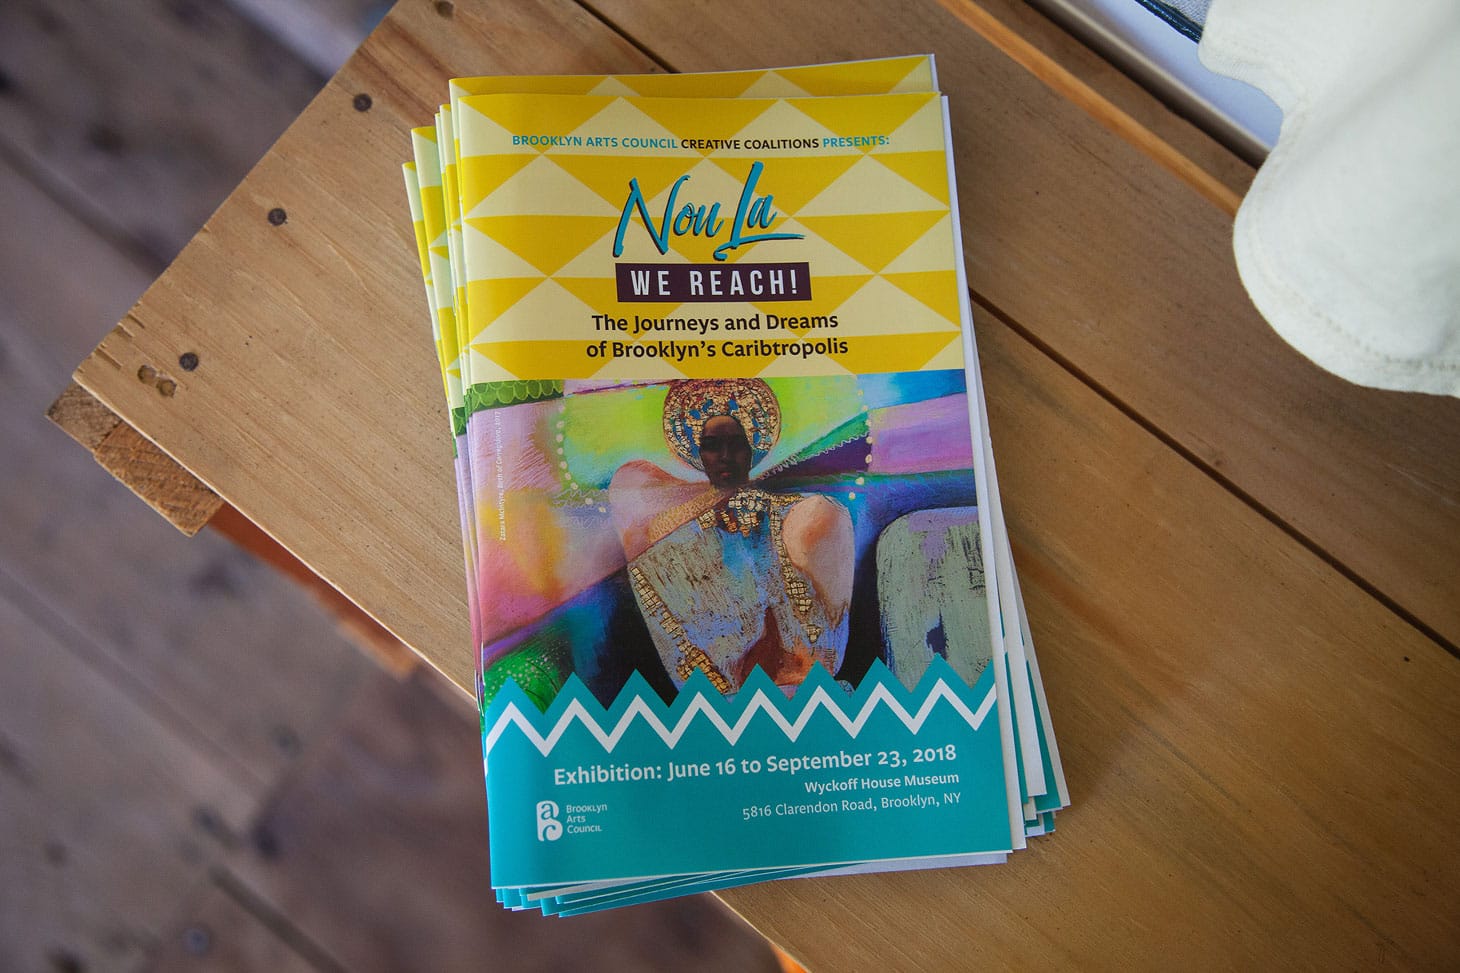 BROOKLYN ARTS COUNCIL CREATIVE COALITIONS PRESENTS:
Nou La
WE REACH!
The Journeys and Dreams
of Brooklyn's Caribtropolis
Exhibition: June 16 to September 23, 2018
Wyckoff House Museum
5816 Clarendon Road, Brooklyn, NY
ac
Brooklyn
Arts
Council